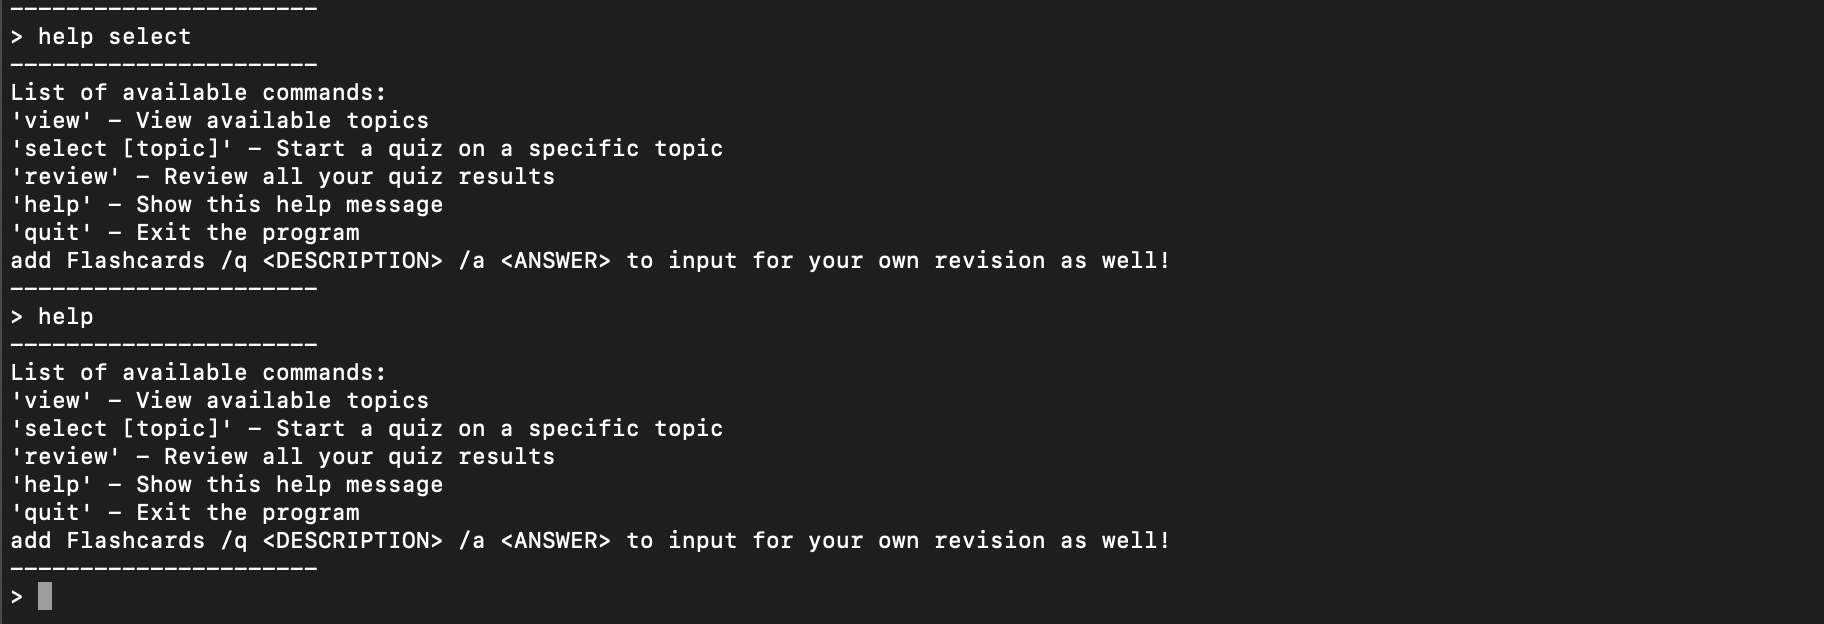 ----------------------
> help select
----------------------
List of available commands:
'view' - View available topics
'select [topic]' - Start a quiz on a specific topic
'review' - Review all your quiz results
'help' - Show this help message
'quit' - Exit the program
add Flashcards /q <DESCRIPTION> /a <ANSWER> to input for your own revision as well!
----------------------
> help
----------------------
List of available commands:
'view' - View available topics
'select [topic]' - Start a quiz on a specific topic
'review' - Review all your quiz results
'help' - Show this help message
'quit' - Exit the program
add Flashcards /q <DESCRIPTION> /a <ANSWER> to input for your own revision as well!
----------------------
>